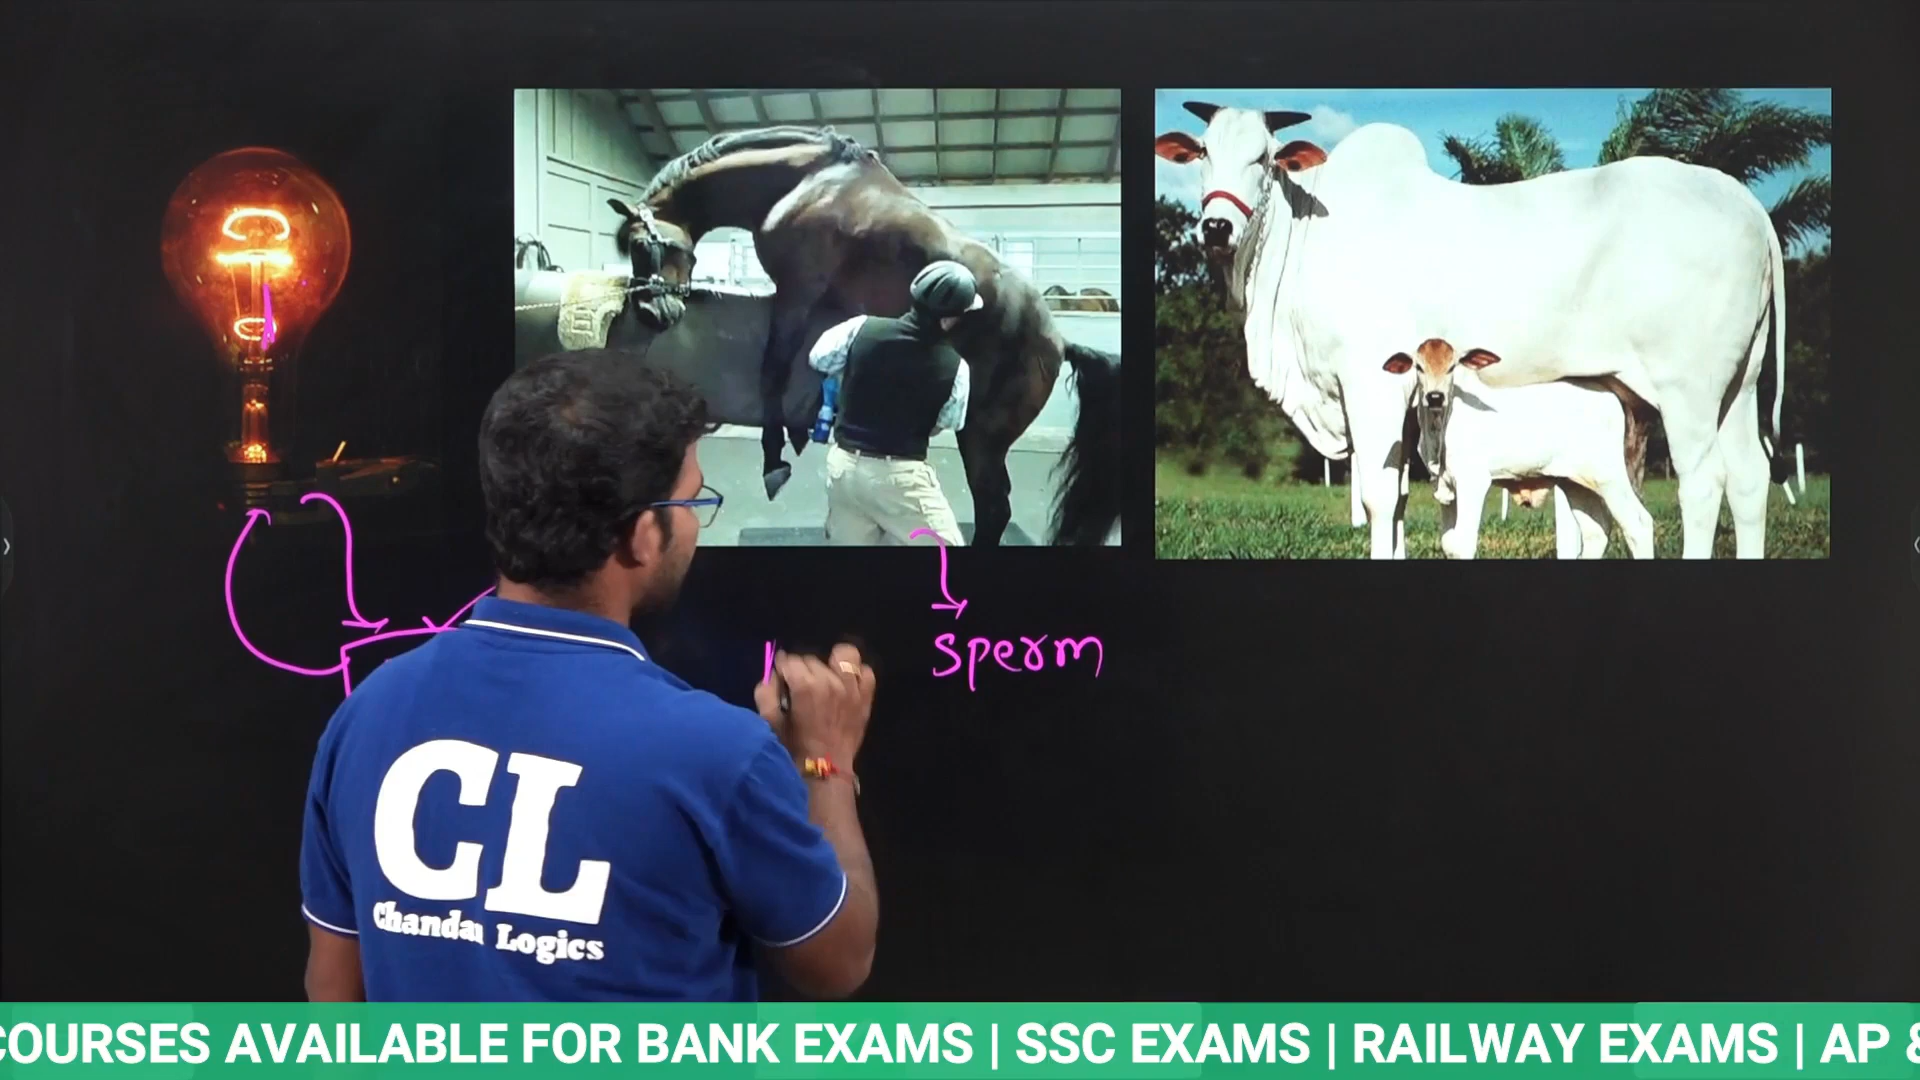 sperm
CL
Chandan Logics
COURSES AVAILABLE FOR BANK EXAMS | SSC EXAMS | RAILWAY EXAMS | AP &